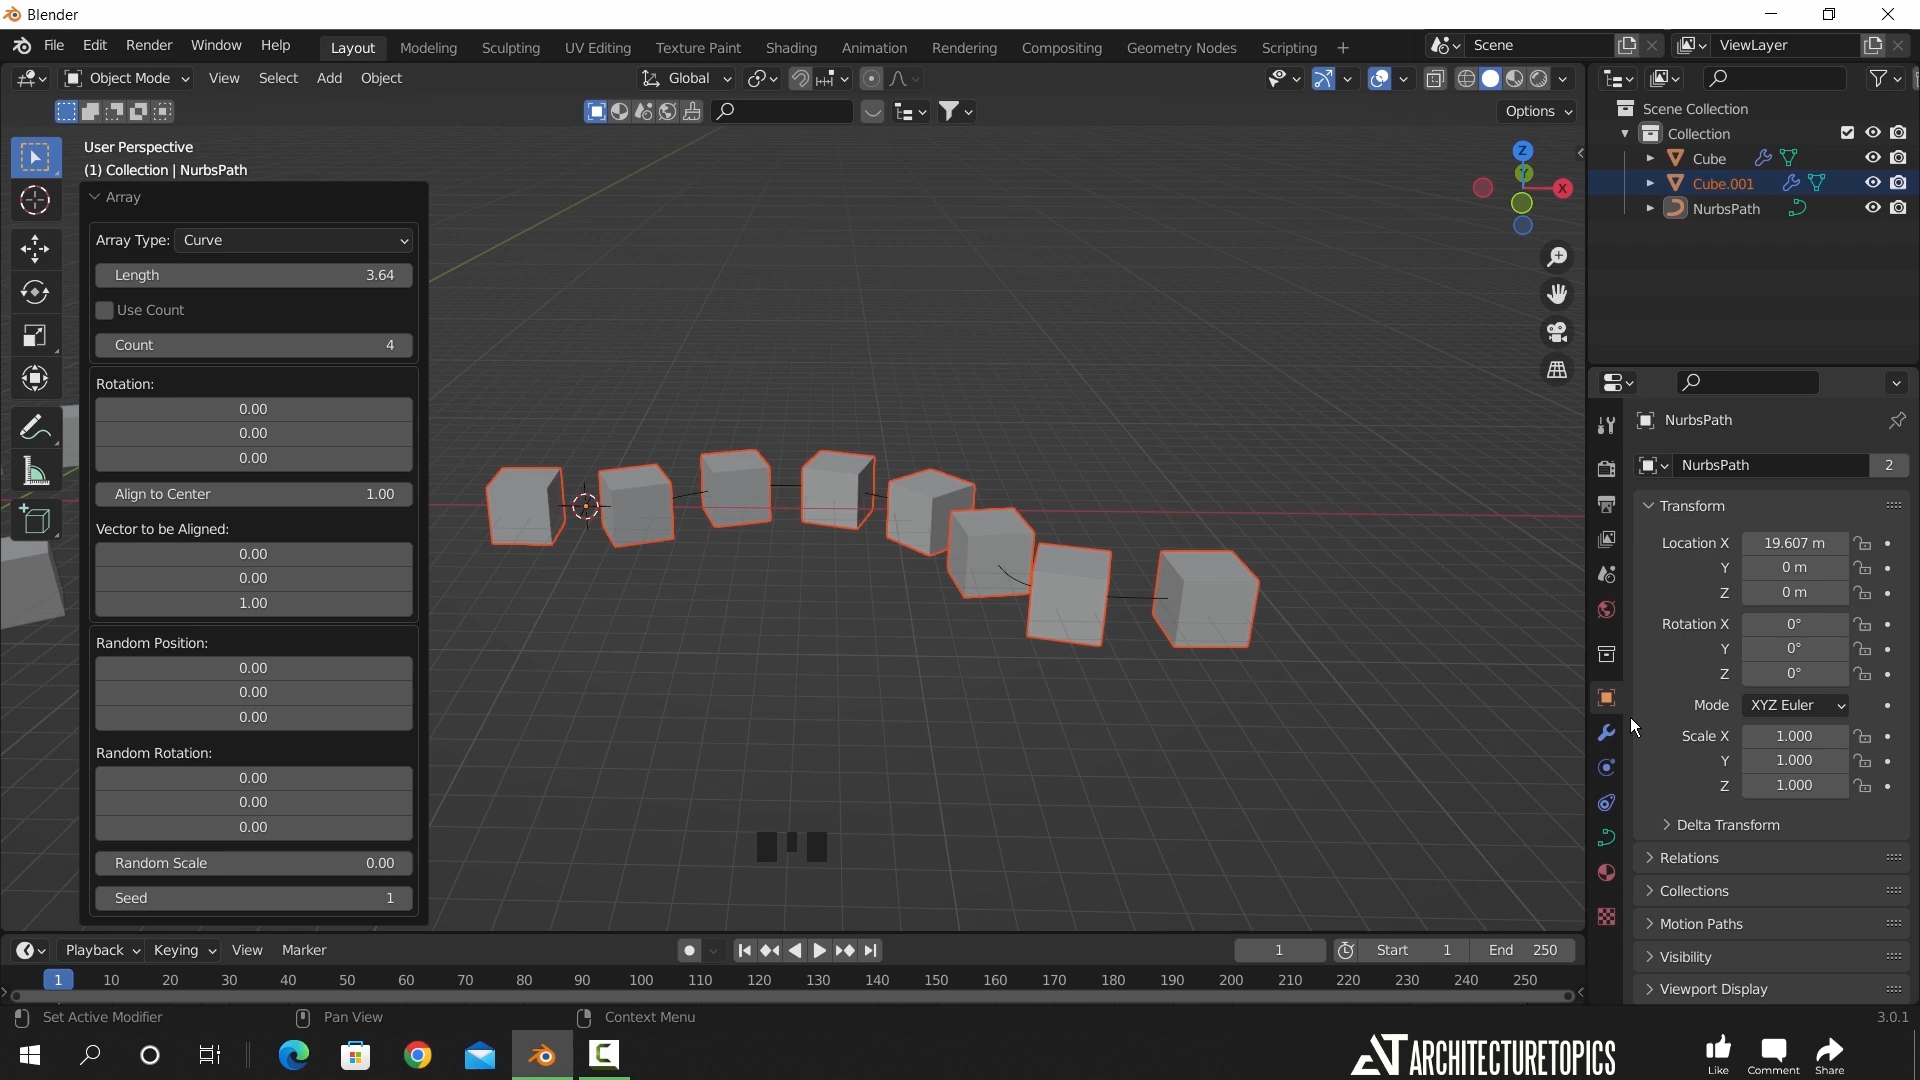 Blender
File Edit Render Window Help Layout Modeling Sculpting UV Editing Texture Paint Shading Animation Rendering Compositing Geometry Nodes Scripting + Scene ViewLayer
Object Mode View Select Add Object Global
Options
User Perspective
(1) Collection | NurbsPath
Array
Array Type: Curve
Length 3.64
Use Count
Count 4
Rotation:
0.00
0.00
0.00
Align to Center 1.00
Vector to be Aligned:
0.00
0.00
1.00
Random Position:
0.00
0.00
0.00
Random Rotation:
0.00
0.00
0.00
Random Scale 0.00
Seed 1
Z
Y
X
Scene Collection
Collection
Cube
Cube.001
NurbsPath
NurbsPath
NurbsPath 2
Transform
Location X 19.607 m
Y 0 m
Z 0 m
Rotation X 0°
Y 0°
Z 0°
Mode XYZ Euler
Scale X 1.000
Y 1.000
Z 1.000
Delta Transform
Relations
Collections
Motion Paths
Visibility
Viewport Display
Playback Keying View Marker 1 Start 1 End 250
1 10 20 30 40 50 60 70 80 90 100 110 120 130 140 150 160 170 180 190 200 210 220 230 240 250
Set Active Modifier Pan View Context Menu 3.0.1
ARCHITECTURETOPICS
Like Comment Share